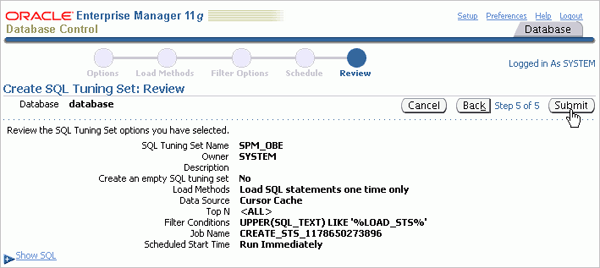 ORACLE Enterprise Manager 11g
Database Control
Setup Preferences Help Logout
Database
Options Load Methods Filter Options Schedule Review
Logged in As SYSTEM
Create SQL Tuning Set: Review
Database database
Cancel Back Step 5 of 5 Submit
Review the SQL Tuning Set options you have selected.
SQL Tuning Set Name SPM_OBE
Owner SYSTEM
Description
Create an empty SQL tuning set No
Load Methods Load SQL statements one time only
Data Source Cursor Cache
Top N <ALL>
Filter Conditions UPPER(SQL_TEXT) LIKE '%LOAD_STS%'
Job Name CREATE_STS_1178650273896
Scheduled Start Time Run Immediately
Show SQL